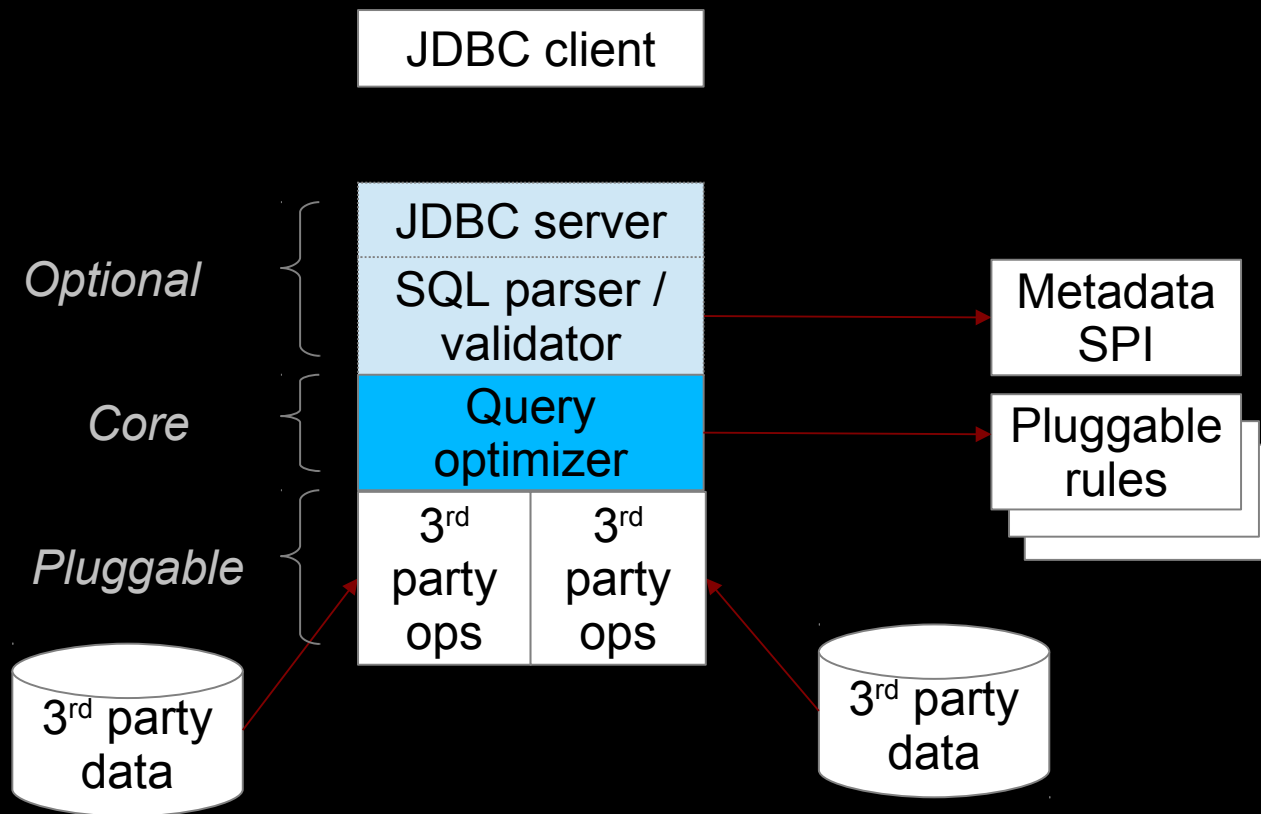 JDBC client
JDBC server
Optional
SQL parser /
validator
Metadata
SPI
Core
Query
optimizer
Pluggable
rules
Pluggable
3rd
party
ops
3rd
party
ops
3rd party
data
3rd party
data